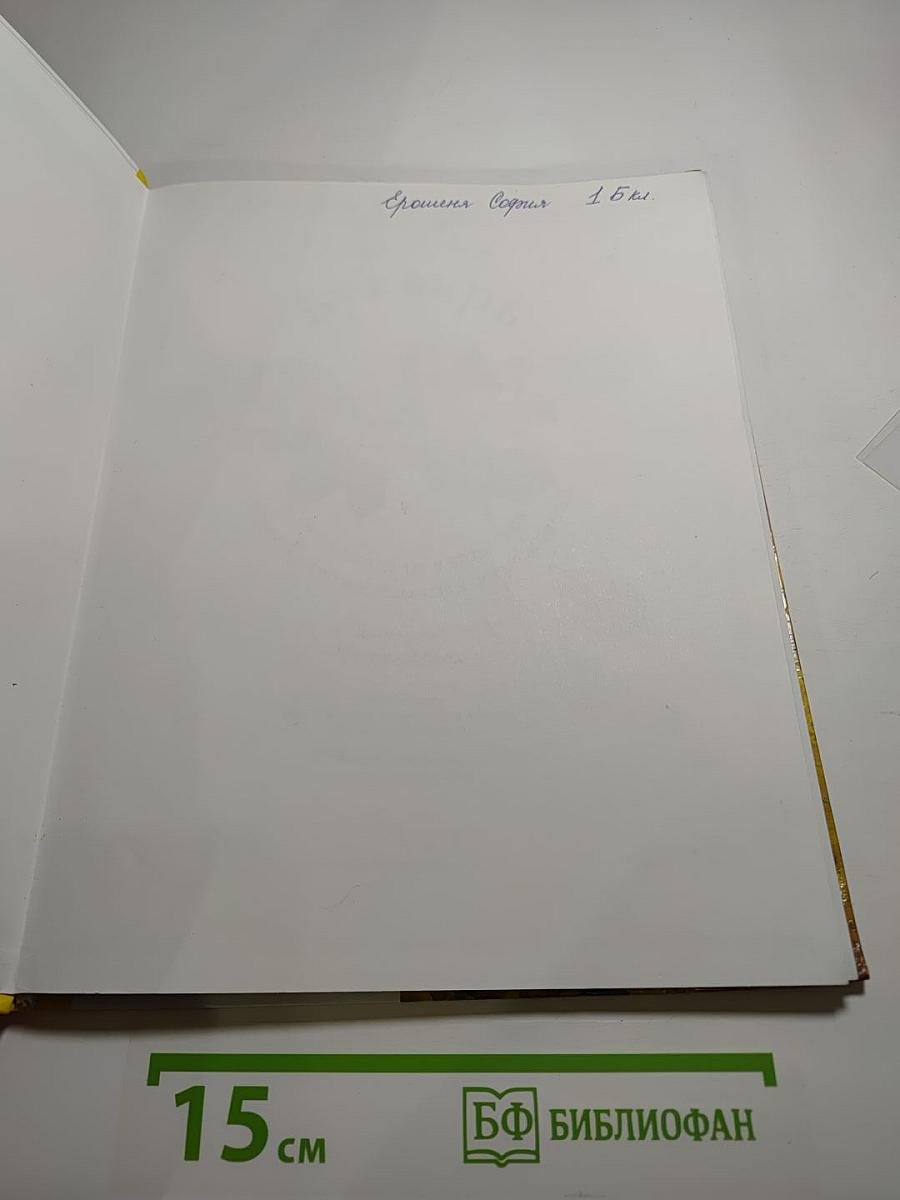 Ерошеня София 1 Б кл.
15 см
БФ БИБЛИОФАН